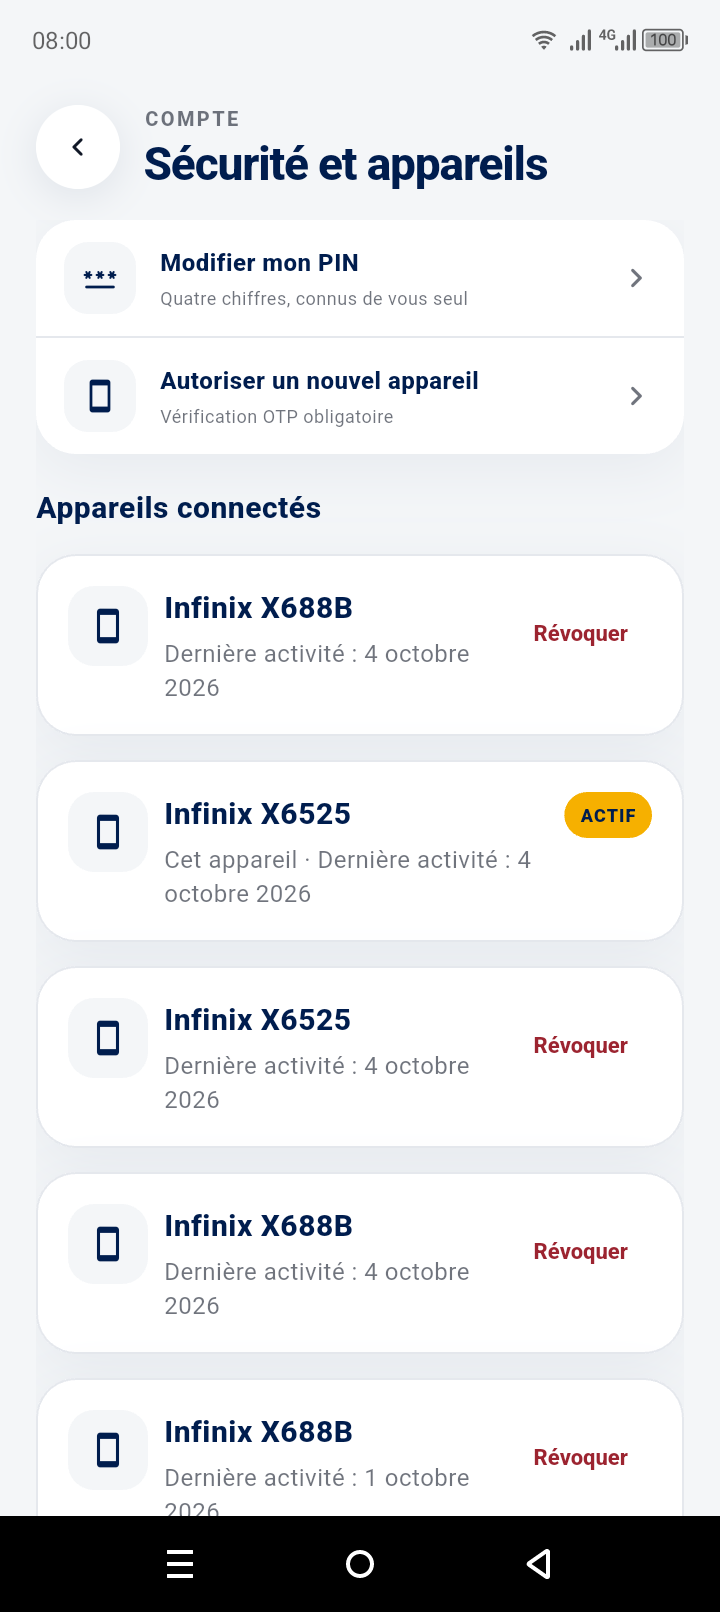 08:00
4G
100
COMPTE
Sécurité et appareils
Modifier mon PIN
Quatre chiffres, connus de vous seul
Autoriser un nouvel appareil
Vérification OTP obligatoire
Appareils connectés
Infinix X688B
Révoquer
Dernière activité : 4 octobre
2026
Infinix X6525
ACTIF
Cet appareil · Dernière activité : 4
octobre 2026
Infinix X6525
Révoquer
Dernière activité : 4 octobre
2026
Infinix X688B
Révoquer
Dernière activité : 4 octobre
2026
Infinix X688B
Révoquer
Dernière activité : 1 octobre
2026